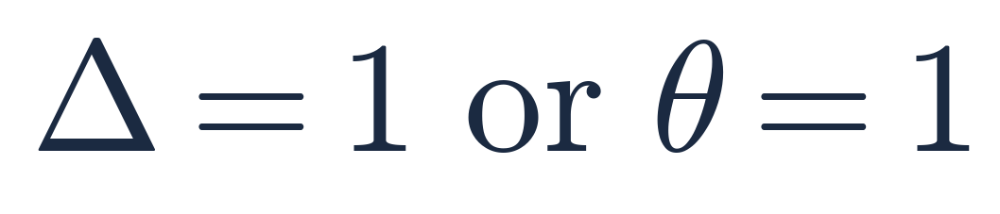 Δ = 1 or θ = 1